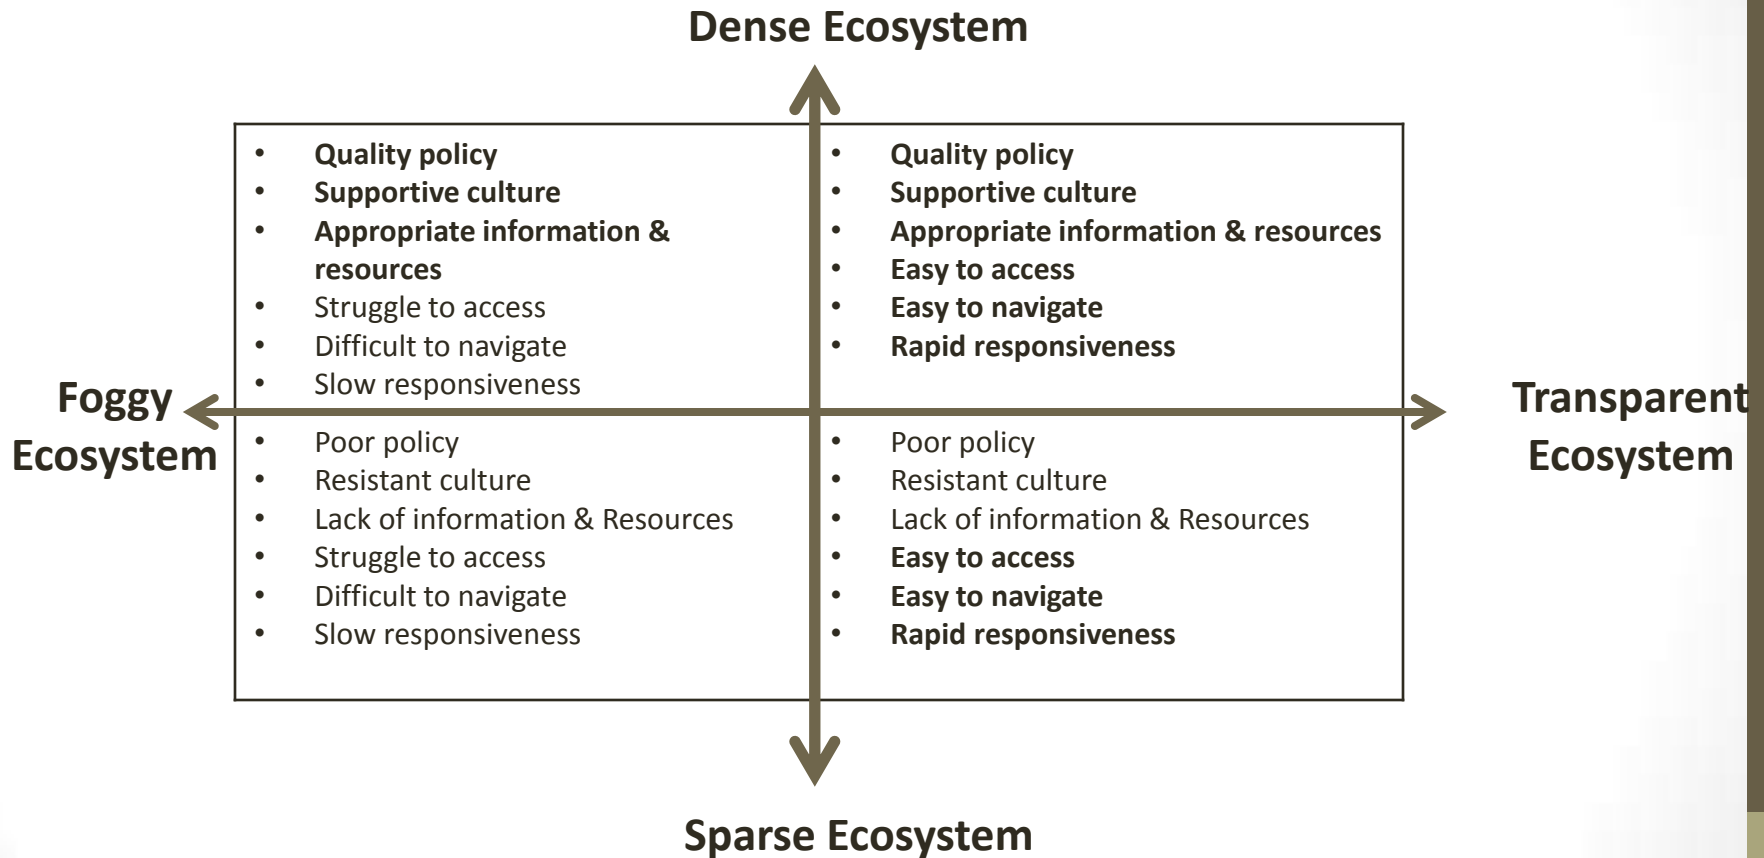 Dense Ecosystem
• Quality policy
• Supportive culture
• Appropriate information &
resources
• Struggle to access
• Difficult to navigate
• Slow responsiveness
• Quality policy
• Supportive culture
• Appropriate information & resources
• Easy to access
• Easy to navigate
• Rapid responsiveness
Foggy
Ecosystem
Transparent
Ecosystem
• Poor policy
• Resistant culture
• Lack of information & Resources
• Struggle to access
• Difficult to navigate
• Slow responsiveness
• Poor policy
• Resistant culture
• Lack of information & Resources
• Easy to access
• Easy to navigate
• Rapid responsiveness
Sparse Ecosystem